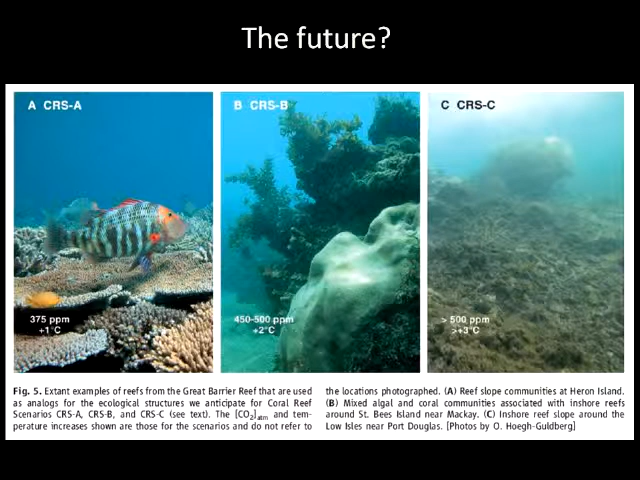 The future?
A CRS-A
B CRS-B
C CRS-C
375 ppm
+1°C
450-500 ppm
+2°C
> 500 ppm
>+3°C
Fig. 5. Extant examples of reefs from the Great Barrier Reef that are used
as analogs for the ecological structures we anticipate for Coral Reef
Scenarios CRS-A, CRS-B, and CRS-C (see text). The [CO2]atm and tem-
perature increases shown are those for the scenarios and do not refer to
the locations photographed. (A) Reef slope communities at Heron Island.
(B) Mixed algal and coral communities associated with inshore reefs
around St. Bees Island near Mackay. (C) Inshore reef slope around the
Low Isles near Port Douglas. [Photos by O. Hoegh-Guldberg]